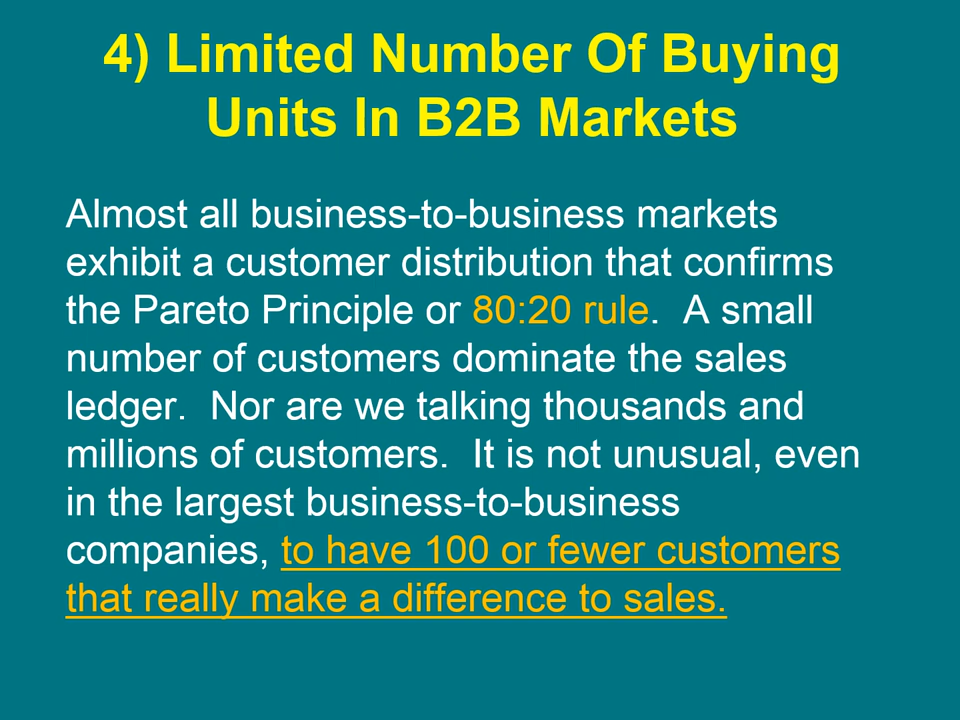 4) Limited Number Of Buying
Units In B2B Markets
Almost all business-to-business markets
exhibit a customer distribution that confirms
the Pareto Principle or 80:20 rule.  A small
number of customers dominate the sales
ledger.  Nor are we talking thousands and
millions of customers.  It is not unusual, even
in the largest business-to-business
companies, to have 100 or fewer customers
that really make a difference to sales.